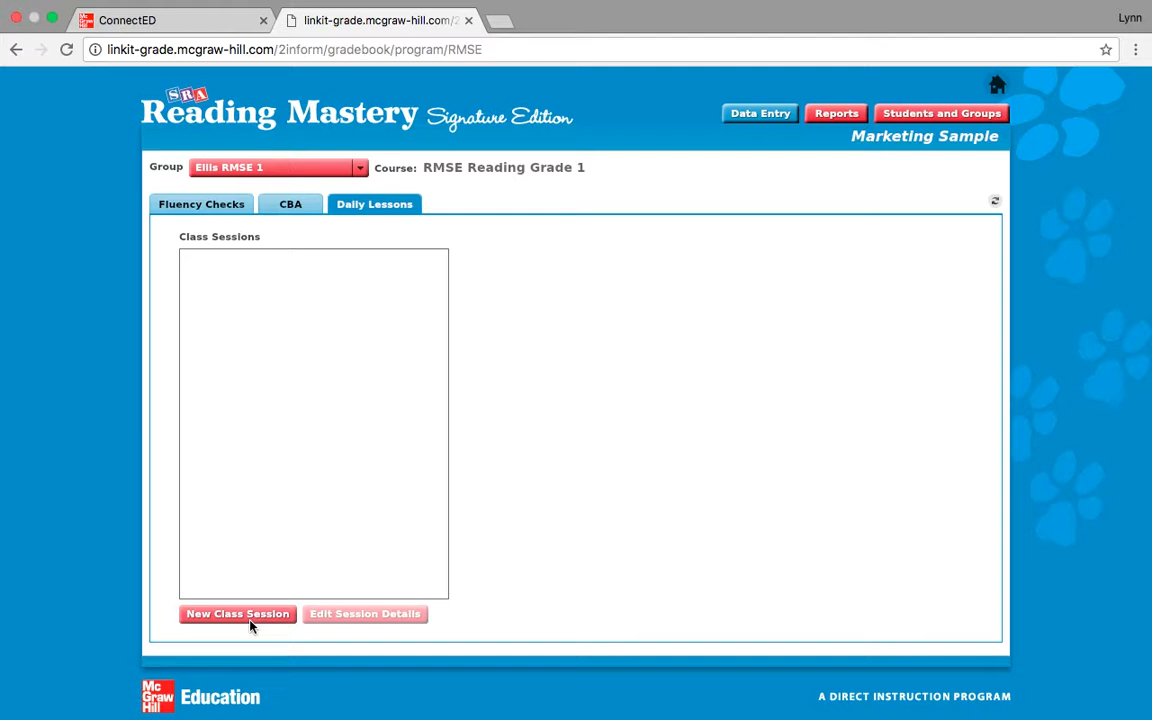 ConnectED
linkit-grade.mcgraw-hill.com/2
Lynn
linkit-grade.mcgraw-hill.com/2inform/gradebook/program/RMSE
SRA
Reading Mastery Signature Edition
Data Entry
Reports
Students and Groups
Marketing Sample
Group
Ellis RMSE 1
Course: RMSE Reading Grade 1
Fluency Checks
CBA
Daily Lessons
Class Sessions
New Class Session
Edit Session Details
Mc
Graw
Hill
Education
A DIRECT INSTRUCTION PROGRAM